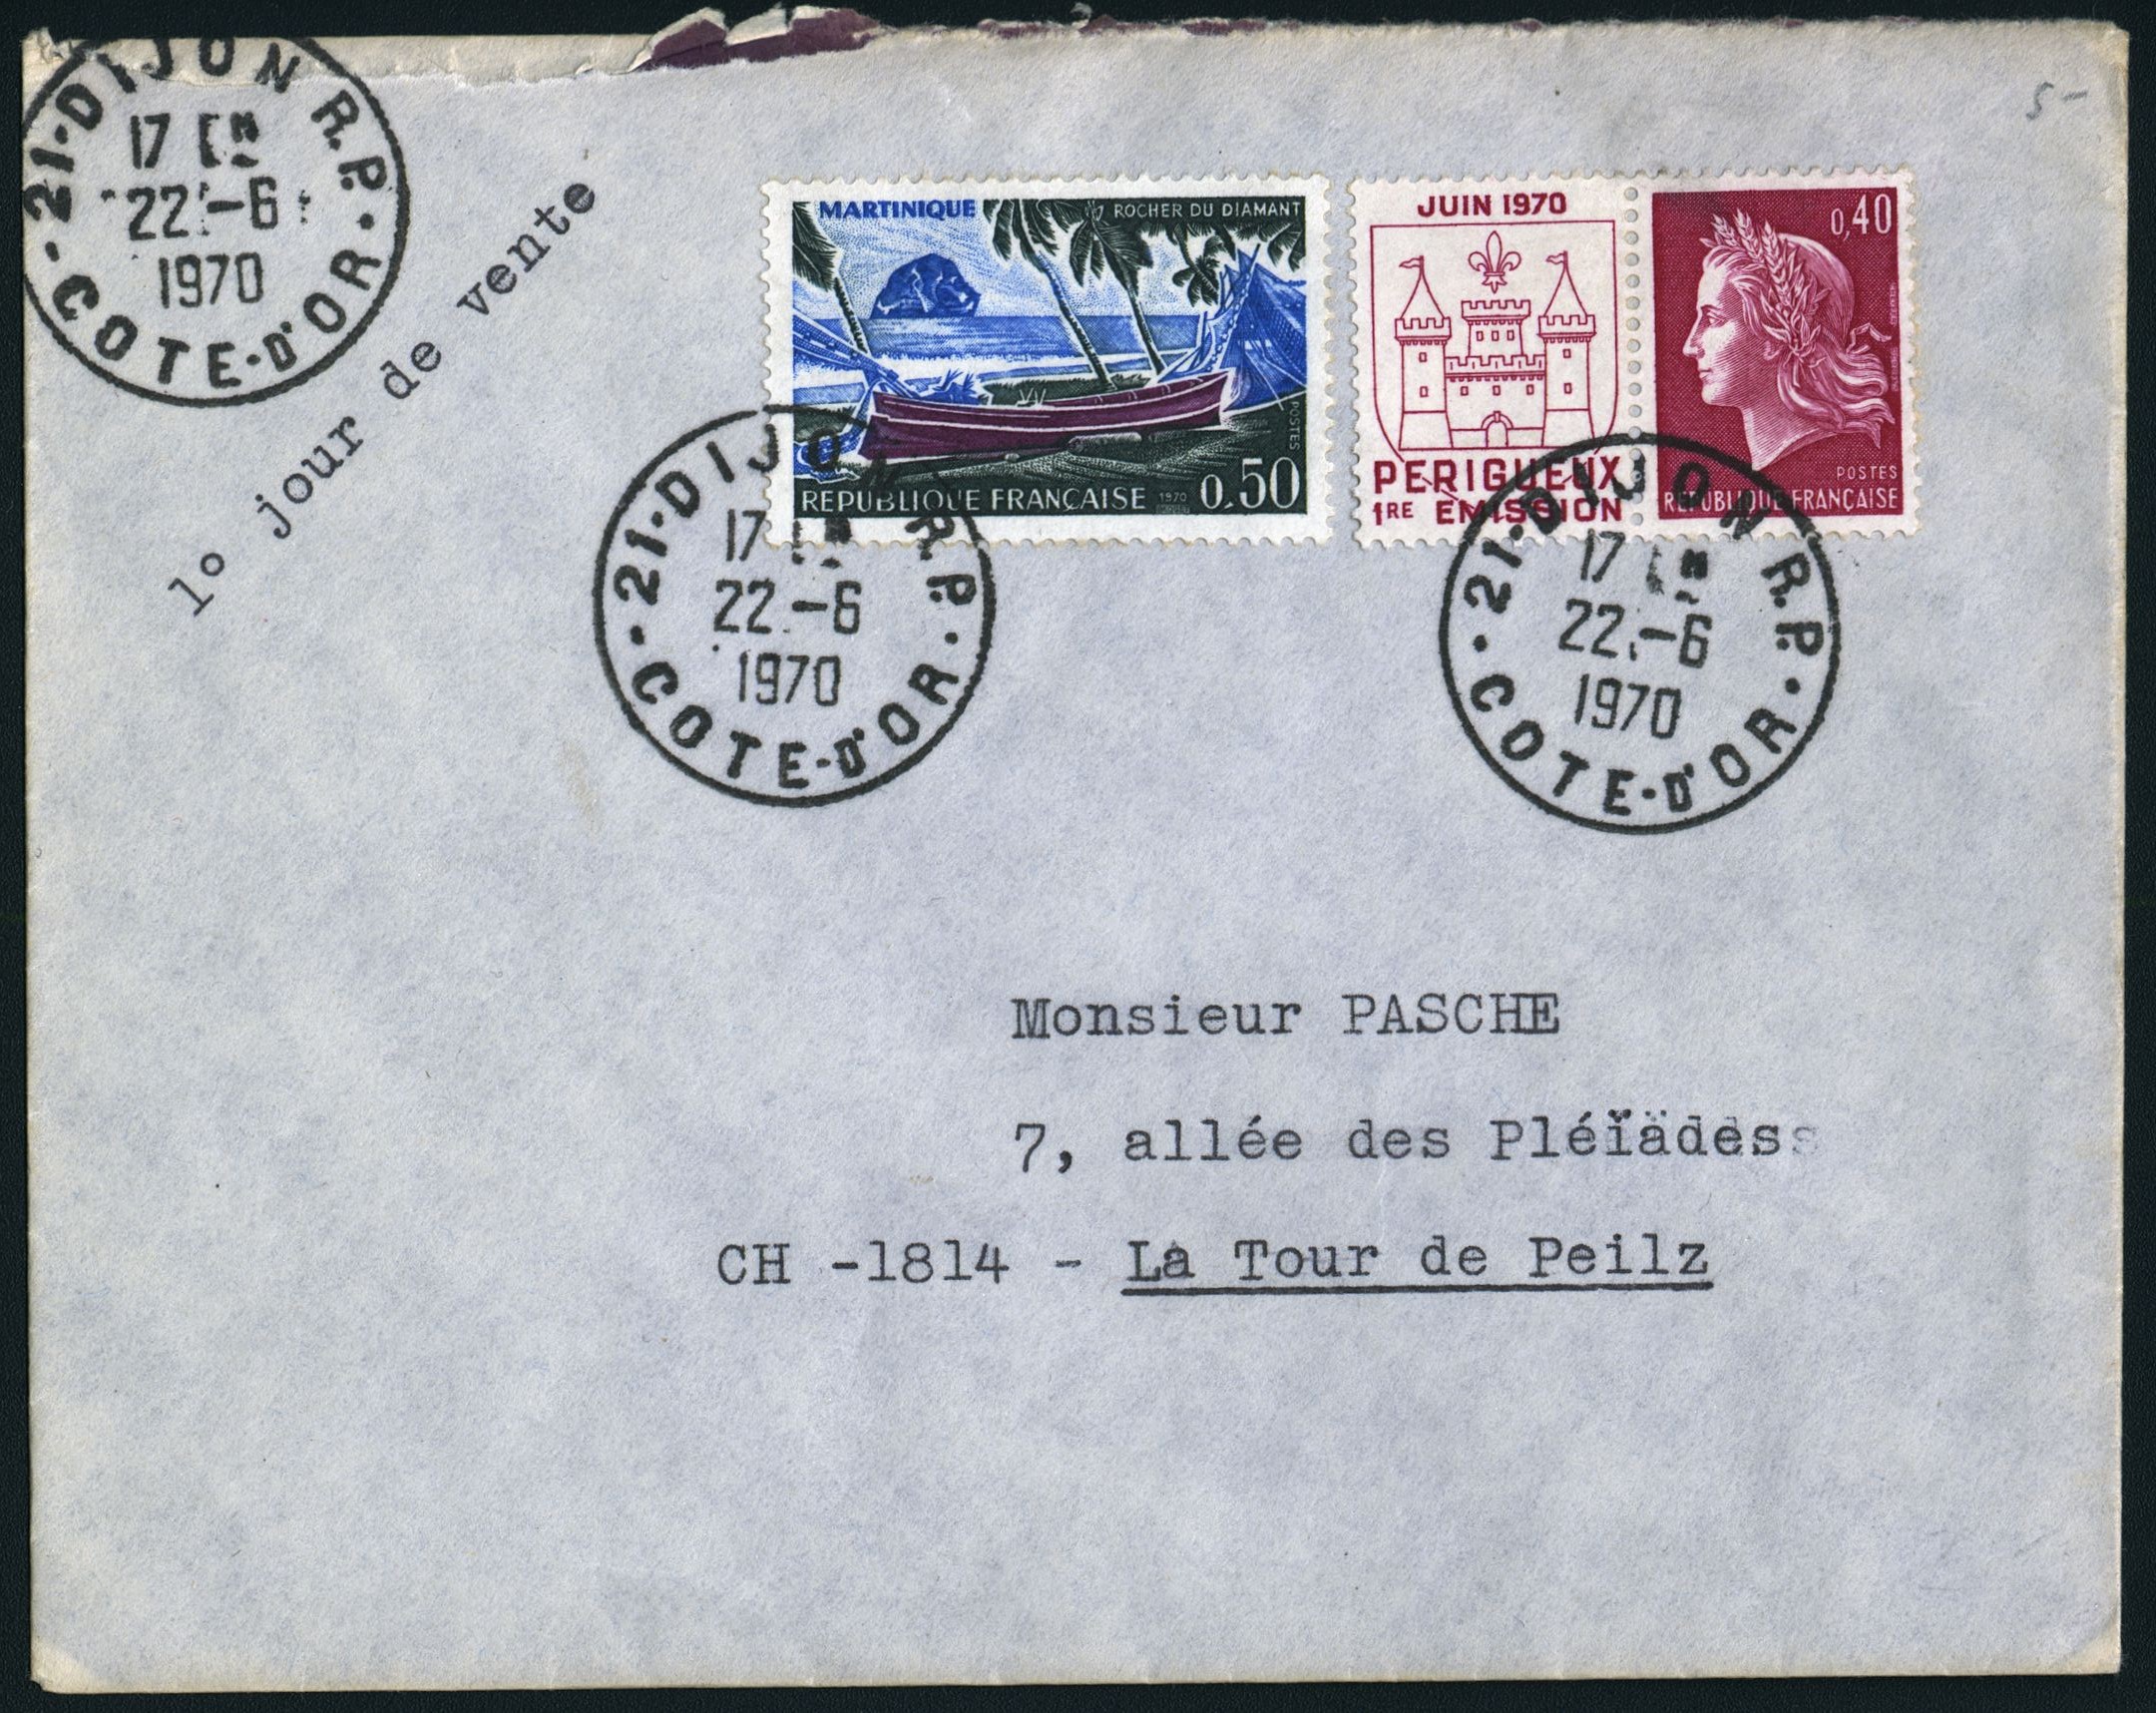 21·DIJON R.P.
17
22 -6
1970
COTE-D'OR
1o jour de vente
5-
MARTINIQUE
ROCHER DU DIAMANT
POSTES
REPUBLIQUE FRANÇAISE 1970 0,50
JUIN 1970
PERIGUEUX
1RE EMISSION
0,40
POSTES
REPUBLIQUE FRANÇAISE
21·DIJON R.P.
17
22 -6
1970
COTE-D'OR
21·DIJON R.P.
17
22 -6
1970
COTE-D'OR
Monsieur PASCHE
7, allée des Pléïades
CH -1814 - La Tour de Peilz